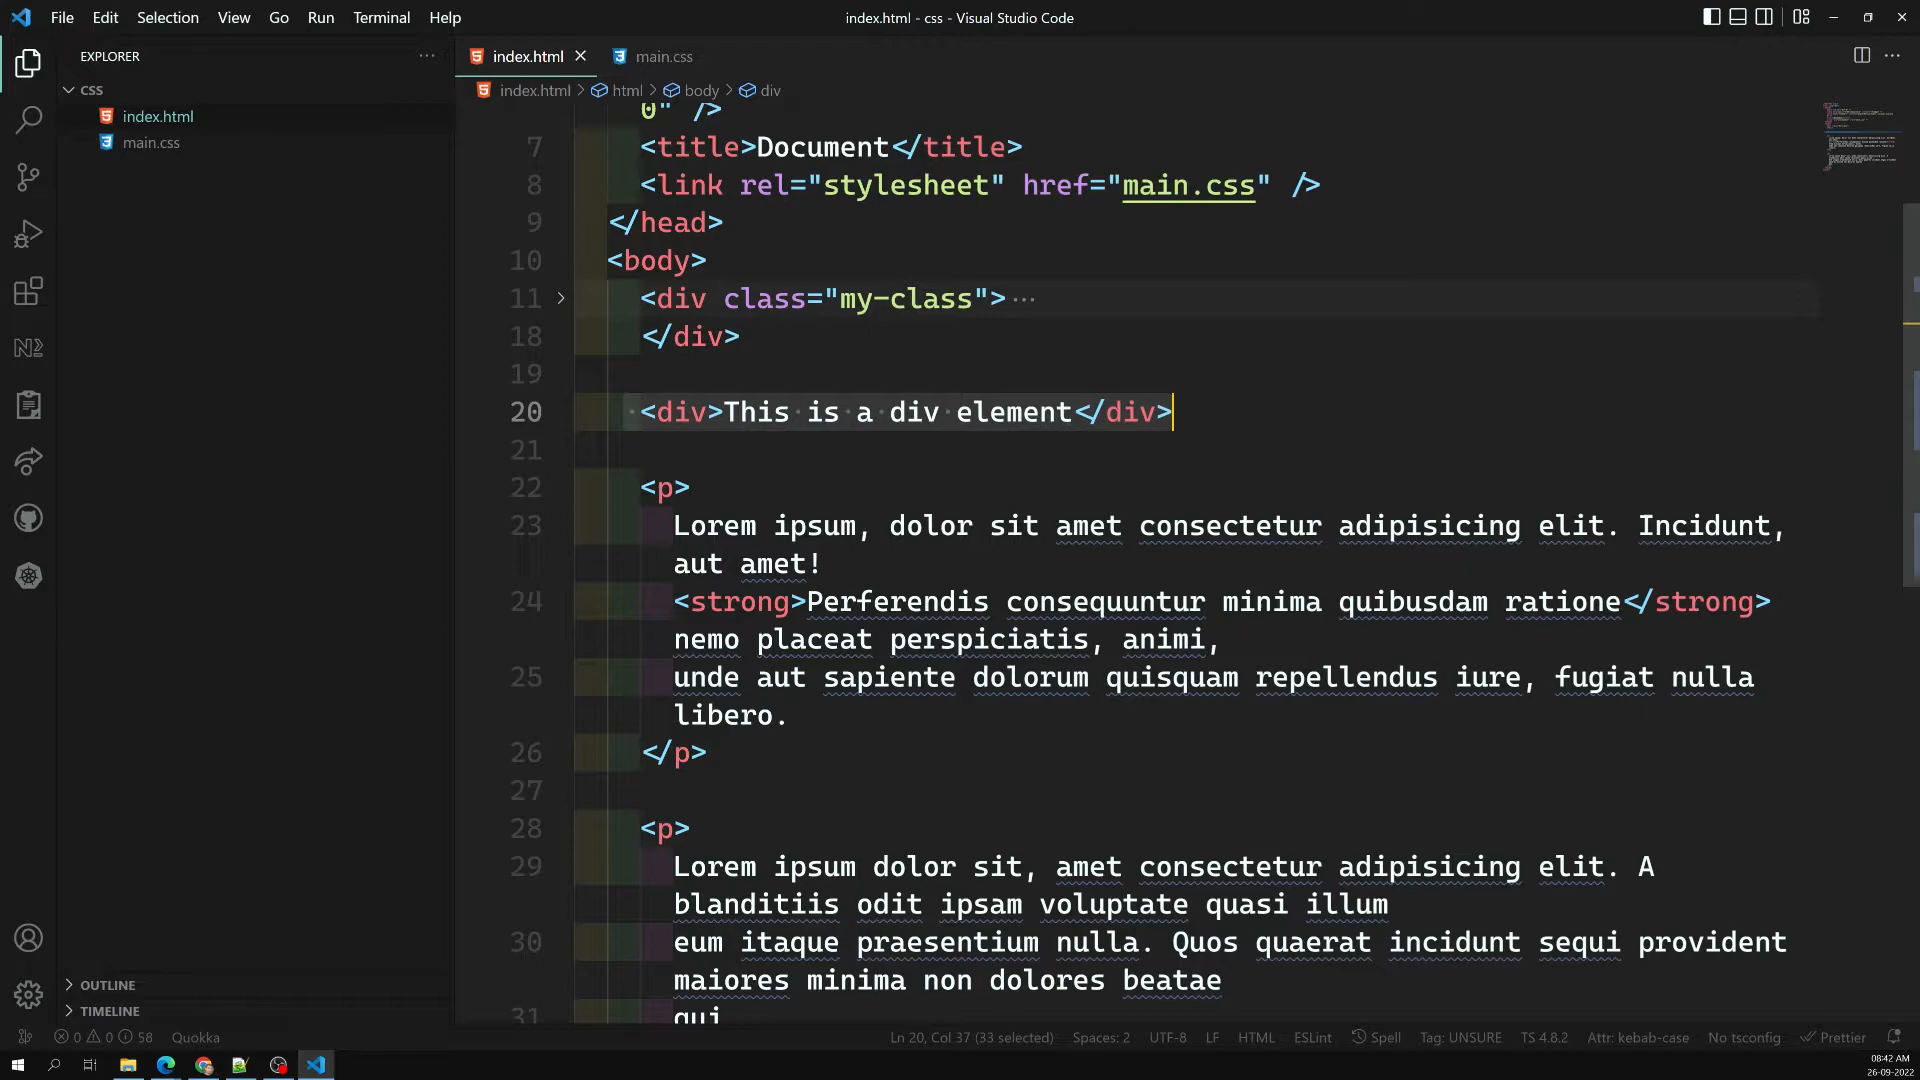 File Edit Selection View Go Run Terminal Help
index.html - css - Visual Studio Code
EXPLORER
CSS
index.html
main.css
OUTLINE
TIMELINE
index.html main.css
index.html > html > body > div
0" />
7 <title>Document</title>
8 <link rel="stylesheet" href="main.css" />
9 </head>
10 <body>
11 <div class="my-class">···
18 </div>
19
20 <div>This is a div element</div>
21
22 <p>
23 Lorem ipsum, dolor sit amet consectetur adipisicing elit. Incidunt,
aut amet!
24 <strong>Perferendis consequuntur minima quibusdam ratione</strong>
nemo placeat perspiciatis, animi,
25 unde aut sapiente dolorum quisquam repellendus iure, fugiat nulla
libero.
26 </p>
27
28 <p>
29 Lorem ipsum dolor sit, amet consectetur adipisicing elit. A
blanditiis odit ipsam voluptate quasi illum
30 eum itaque praesentium nulla. Quos quaerat incidunt sequi provident
maiores minima non dolores beatae
31 qui
0 0 58 Quokka Ln 20, Col 37 (33 selected) Spaces: 2 UTF-8 LF HTML ESLint Spell Tag: UNSURE TS 4.8.2 Attr: kebab-case No tsconfig Prettier
08:42 AM
26-09-2022